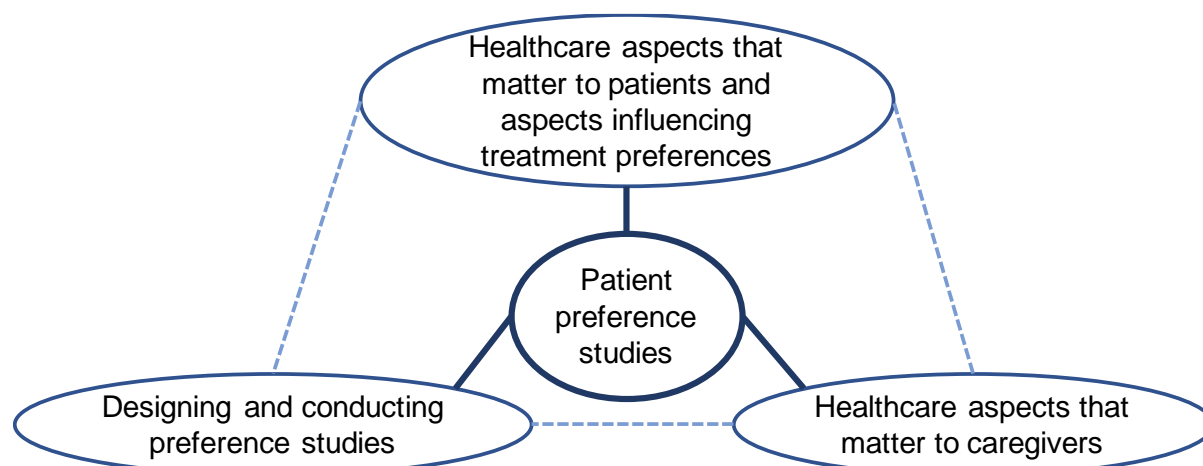 Healthcare aspects that
matter to patients and
aspects influencing
treatment preferences
Patient
preference
studies
Designing and conducting
preference studies
Healthcare aspects that
matter to caregivers